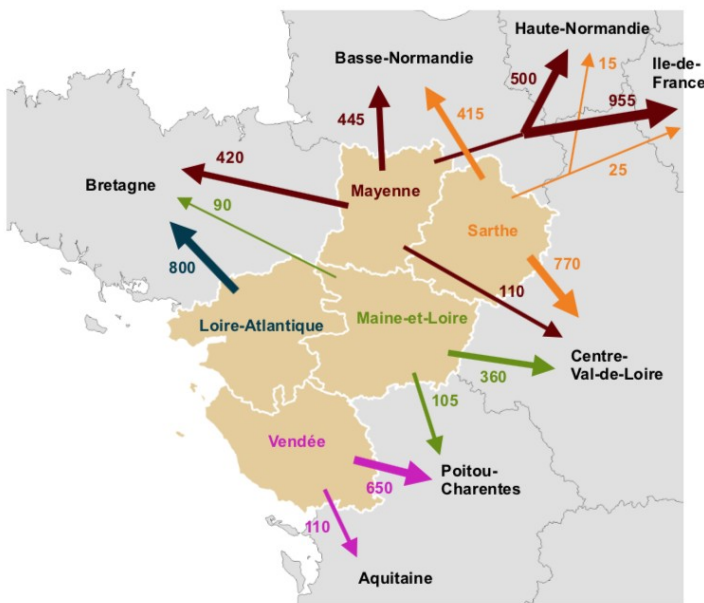 Haute-Normandie
Basse-Normandie
15
Ile-de-
France
500
955
445
415
420
25
Bretagne
Mayenne
90
Sarthe
800
770
110
Loire-Atlantique
Maine-et-Loire
Centre-
Val-de-Loire
360
105
Vendée
650
Poitou-
Charentes
110
Aquitaine